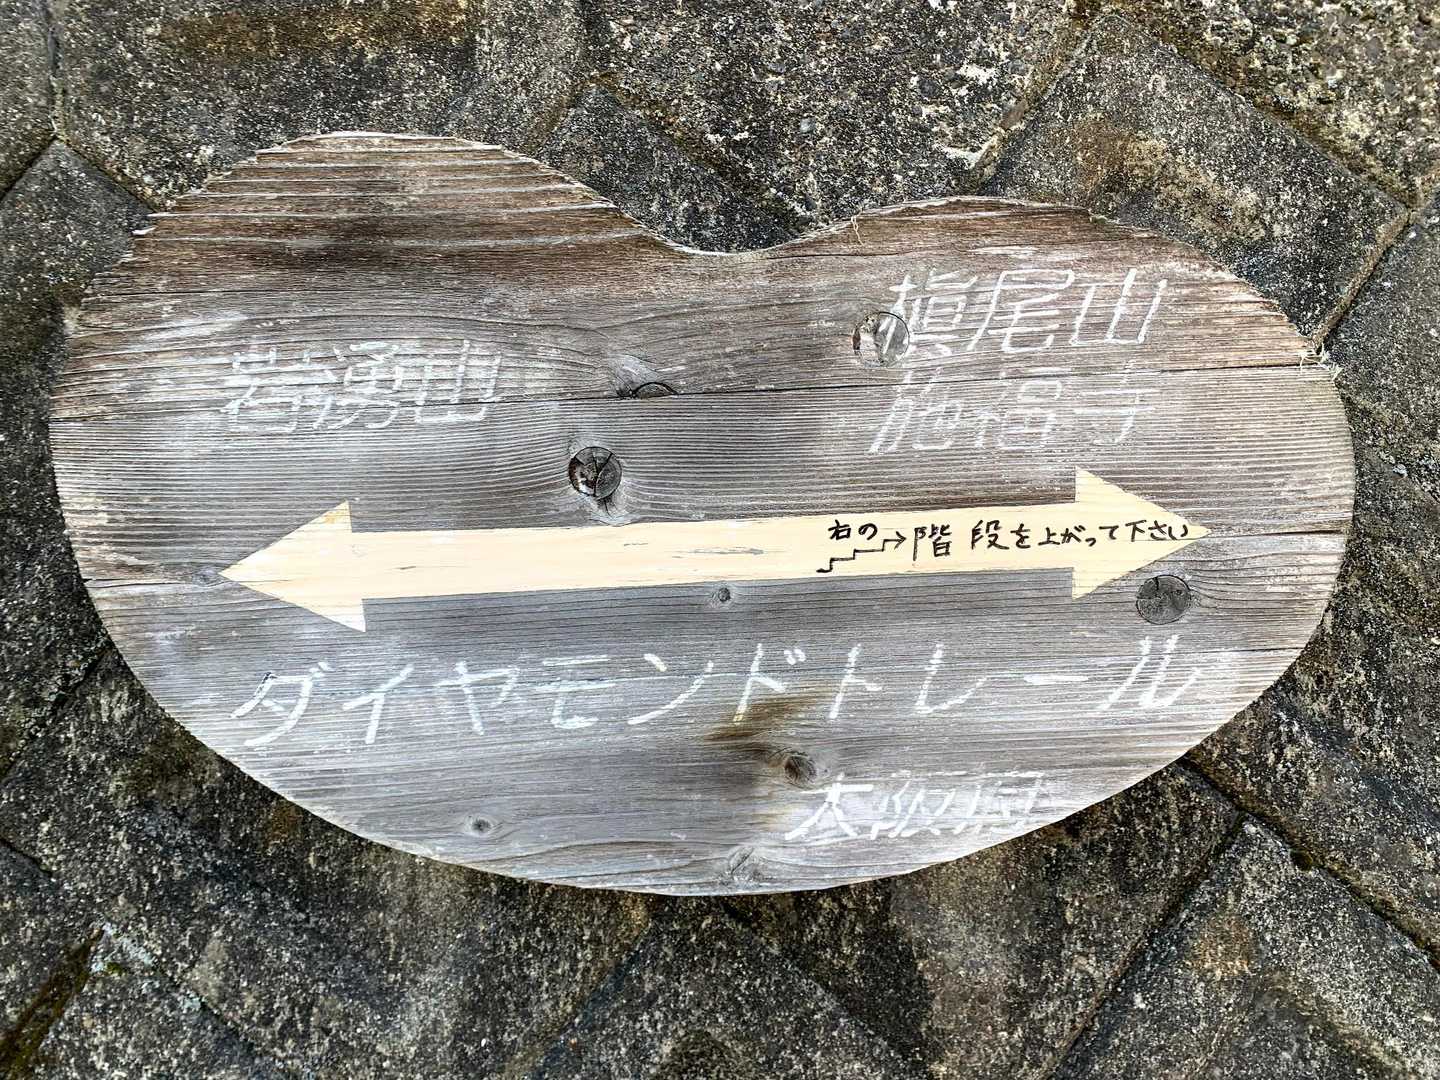 岩湧山
槇尾山
施福寺
右の
階段を上がって下さい
ダイヤモンドトレール
大阪府